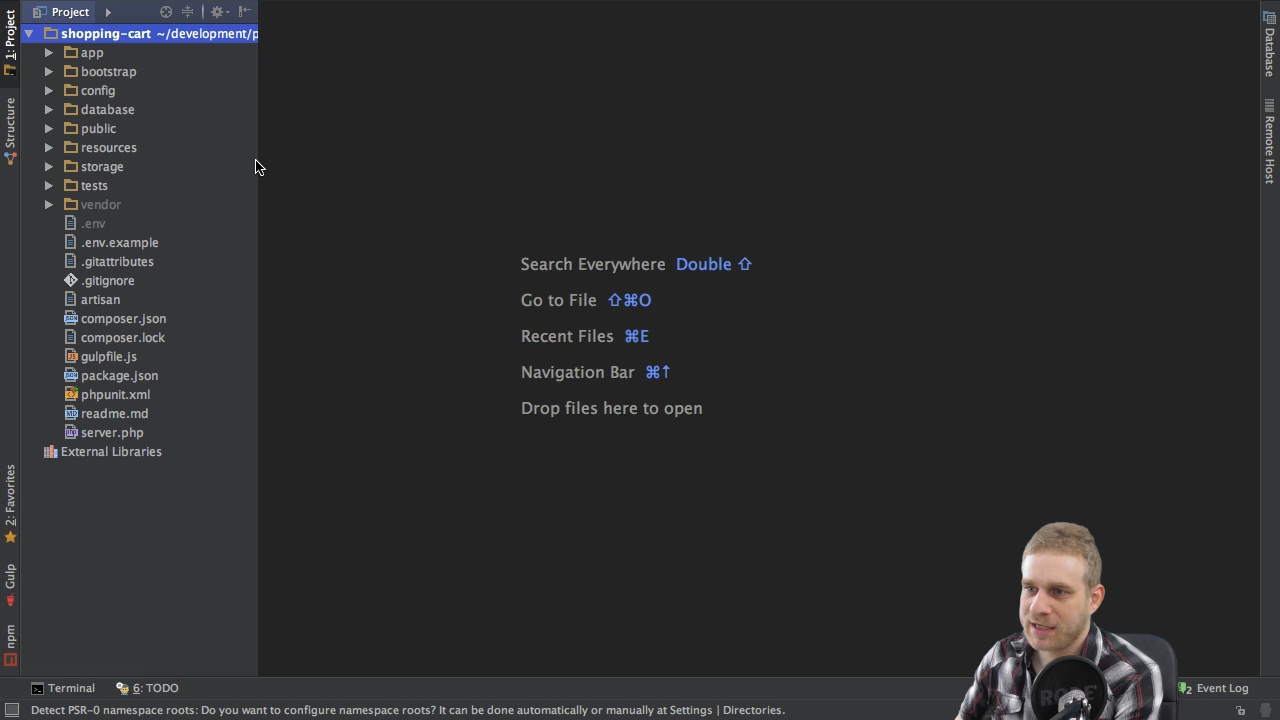 Project
shopping-cart ~/development/p
app
bootstrap
config
database
public
resources
storage
tests
vendor
.env
.env.example
.gitattributes
.gitignore
artisan
composer.json
composer.lock
gulpfile.js
package.json
phpunit.xml
readme.md
server.php
External Libraries
1: Project
Structure
2: Favorites
Gulp
npm
Search Everywhere Double ⇧
Go to File ⇧⌘O
Recent Files ⌘E
Navigation Bar ⌘↑
Drop files here to open
Database
Remote Host
RODE
Terminal
6: TODO
2 Event Log
Detect PSR-0 namespace roots: Do you want to configure namespace roots? It can be done automatically or manually at Settings | Directories.